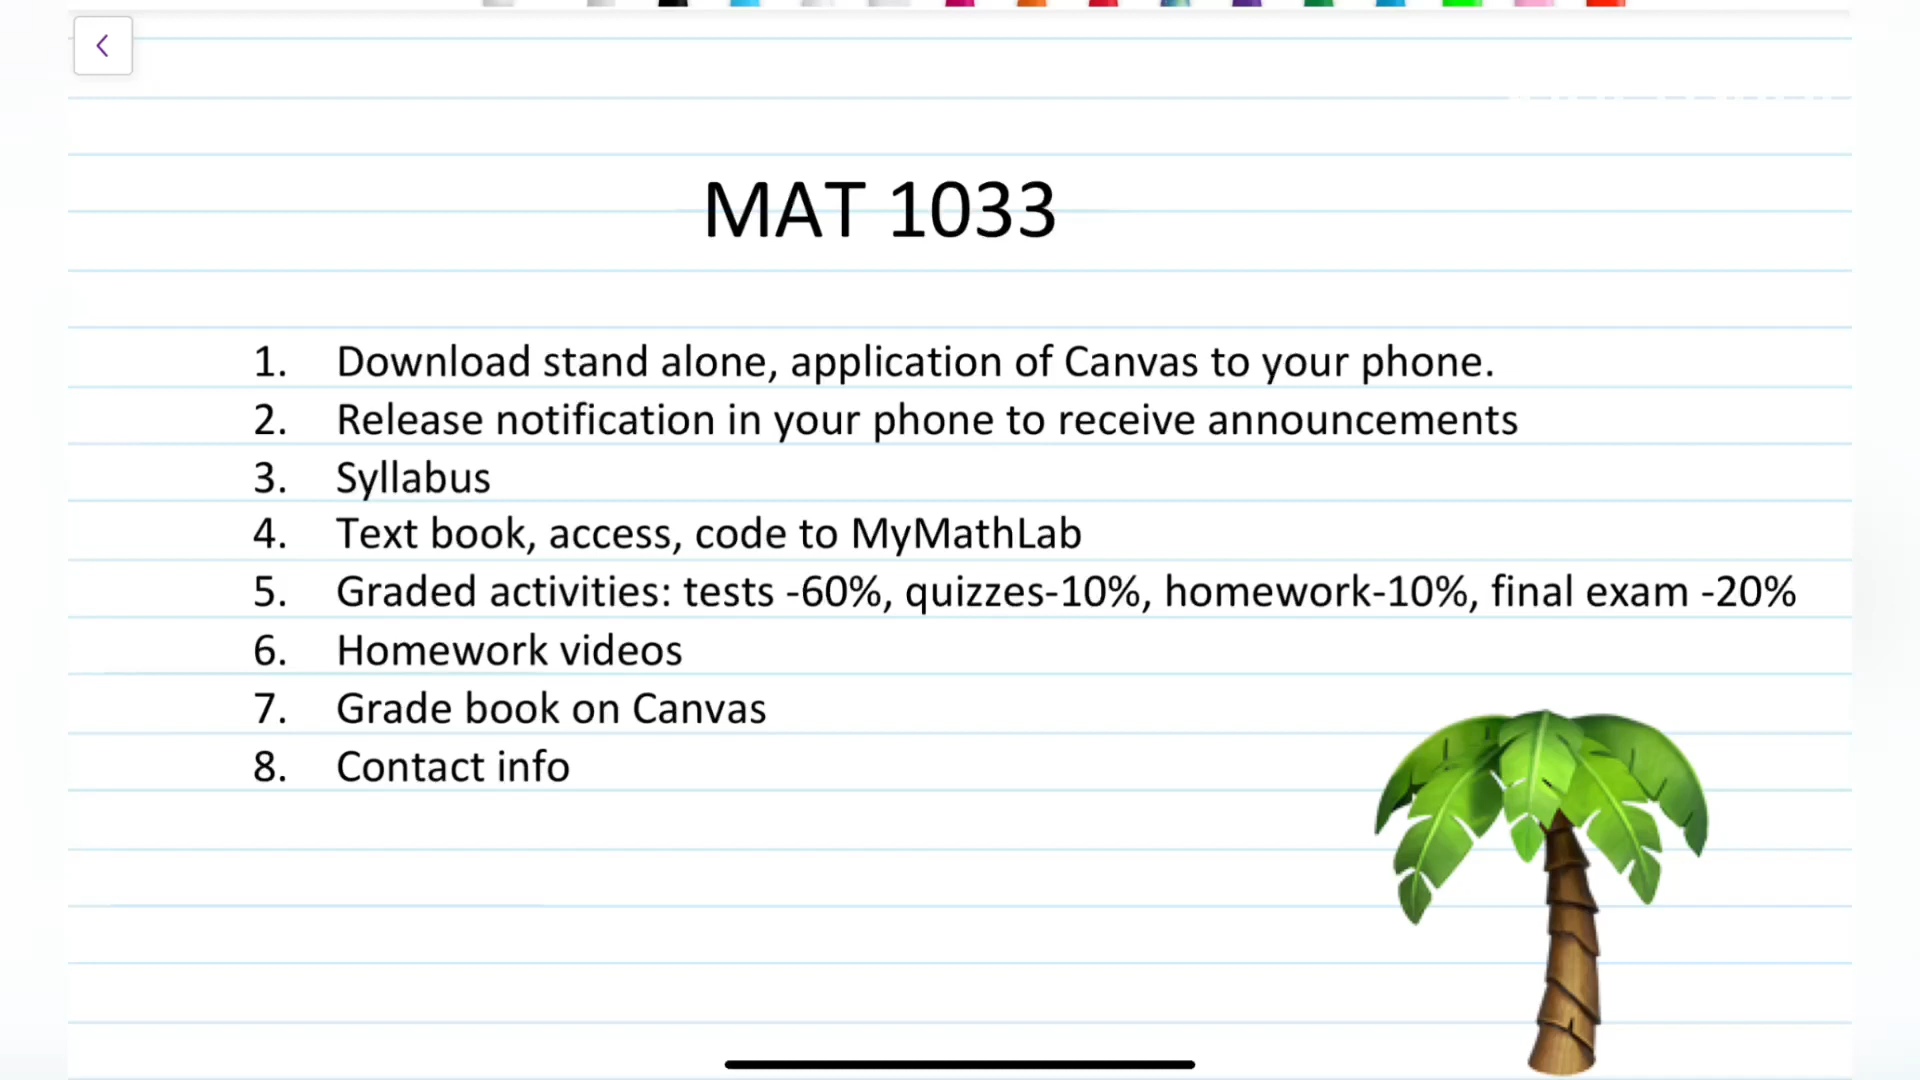 MAT 1033
1. Download stand alone, application of Canvas to your phone.
2. Release notification in your phone to receive announcements
3. Syllabus
4. Text book, access, code to MyMathLab
5. Graded activities: tests -60%, quizzes-10%, homework-10%, final exam -20%
6. Homework videos
7. Grade book on Canvas
8. Contact info